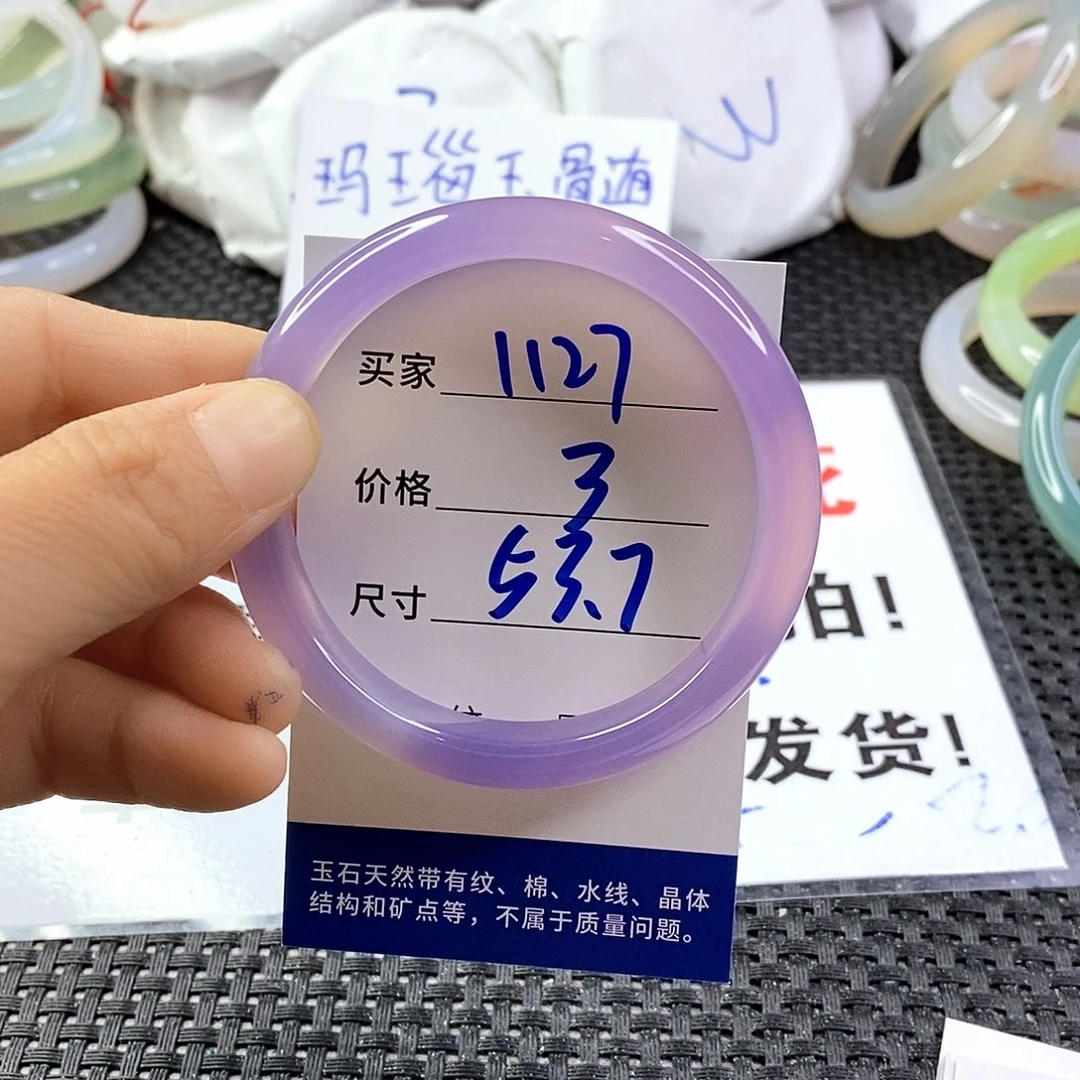 玛瑙玉骨髓
买家 1127
价格 3
尺寸 53.7
拍！
发货！
玉石天然带有纹、棉、水线、晶体
结构和矿点等，不属于质量问题。